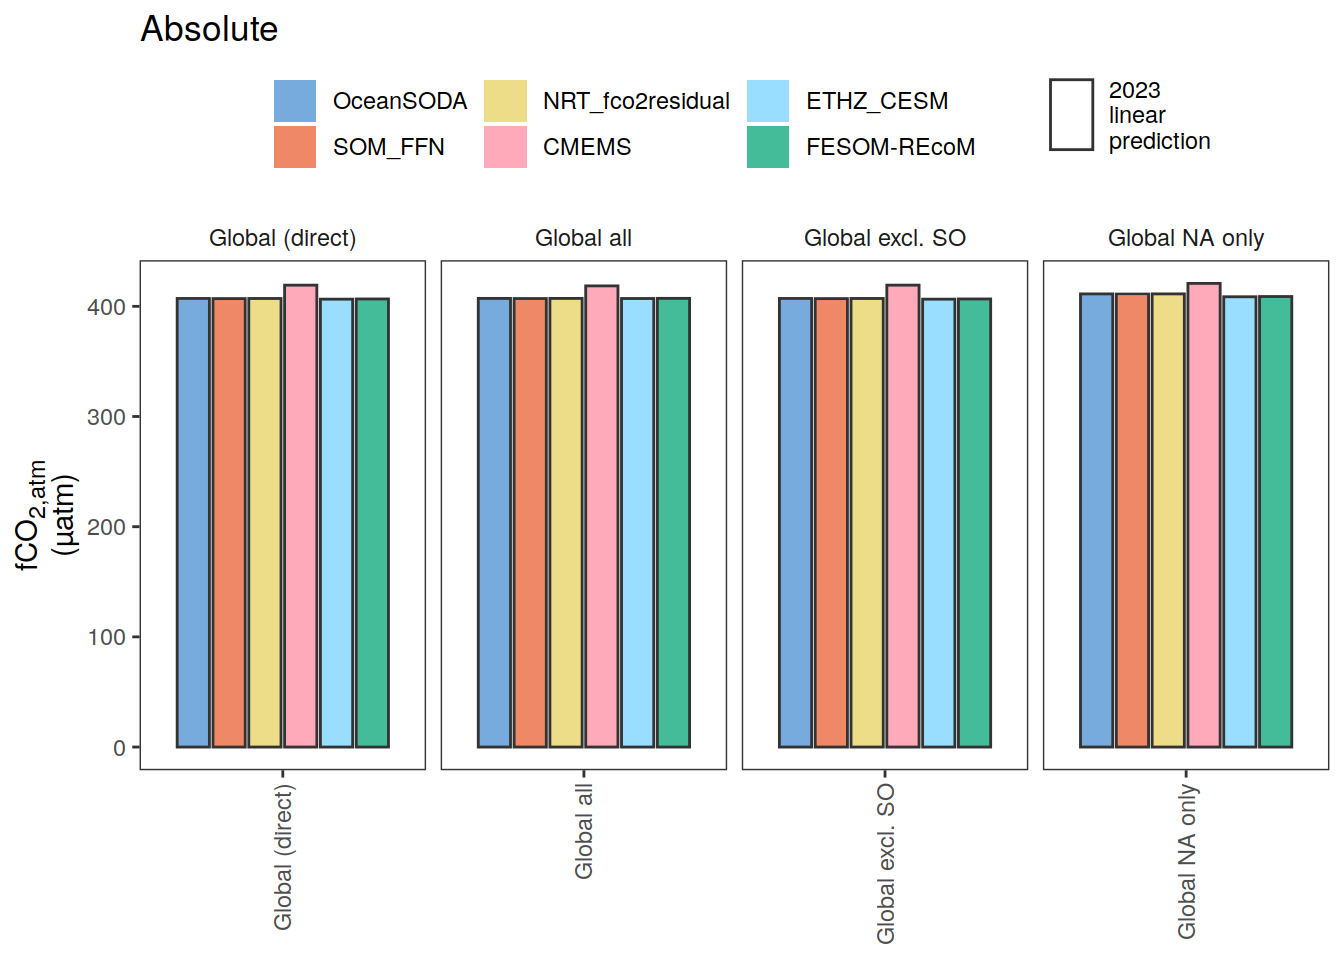 Absolute
OceanSODA
NRT_fco2residual
ETHZ_CESM
SOM_FFN
CMEMS
FESOM-REcoM
2023
linear
prediction
Global (direct)
Global all
Global excl. SO
Global NA only
fCO2,atm
(µatm)
400
300
200
100
0
Global (direct)
Global all
Global excl. SO
Global NA only